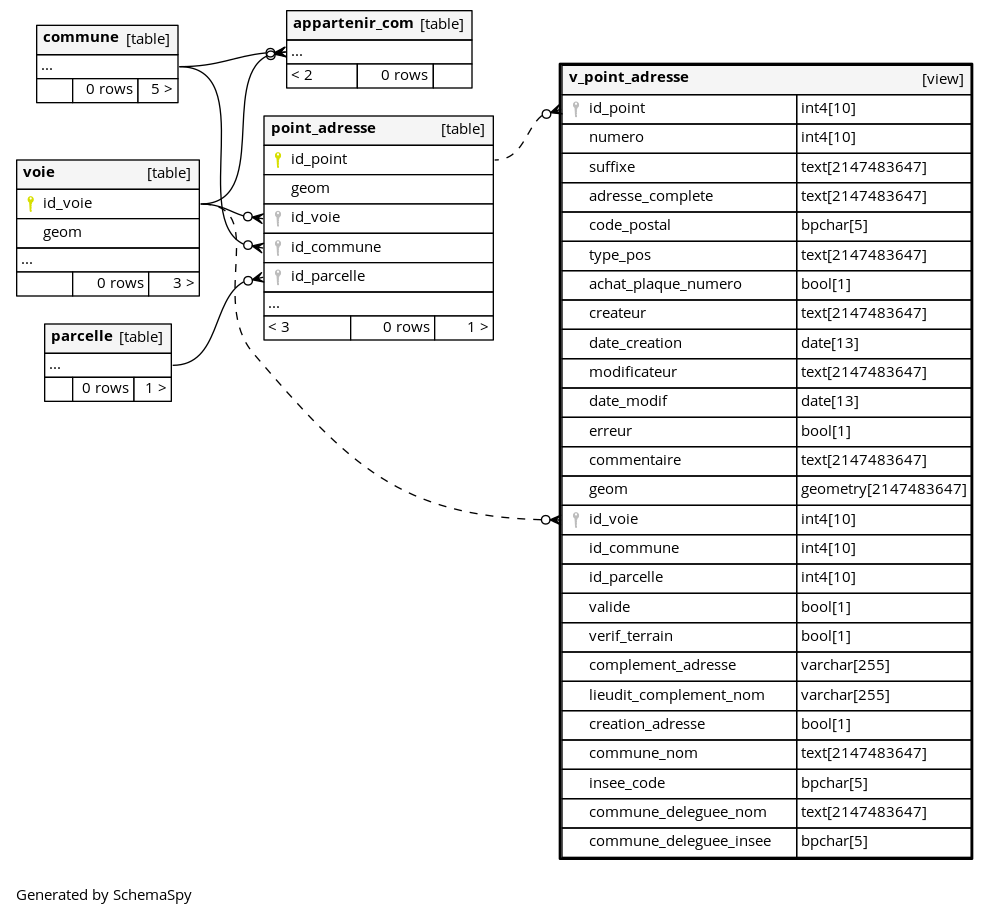 commune [table]
...
0 rows 5 >
appartenir_com [table]
...
< 2 0 rows
voie [table]
id_voie
geom
...
0 rows 3 >
parcelle [table]
...
0 rows 1 >
point_adresse [table]
id_point
geom
id_voie
id_commune
id_parcelle
...
< 3 0 rows 1 >
v_point_adresse [view]
id_point int4[10]
numero int4[10]
suffixe text[2147483647]
adresse_complete text[2147483647]
code_postal bpchar[5]
type_pos text[2147483647]
achat_plaque_numero bool[1]
createur text[2147483647]
date_creation date[13]
modificateur text[2147483647]
date_modif date[13]
erreur bool[1]
commentaire text[2147483647]
geom geometry[2147483647]
id_voie int4[10]
id_commune int4[10]
id_parcelle int4[10]
valide bool[1]
verif_terrain bool[1]
complement_adresse varchar[255]
lieudit_complement_nom varchar[255]
creation_adresse bool[1]
commune_nom text[2147483647]
insee_code bpchar[5]
commune_deleguee_nom text[2147483647]
commune_deleguee_insee bpchar[5]
Generated by SchemaSpy